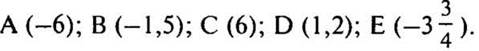 A (−6); B (−1,5); C (6); D (1,2); E (−3 3/4).